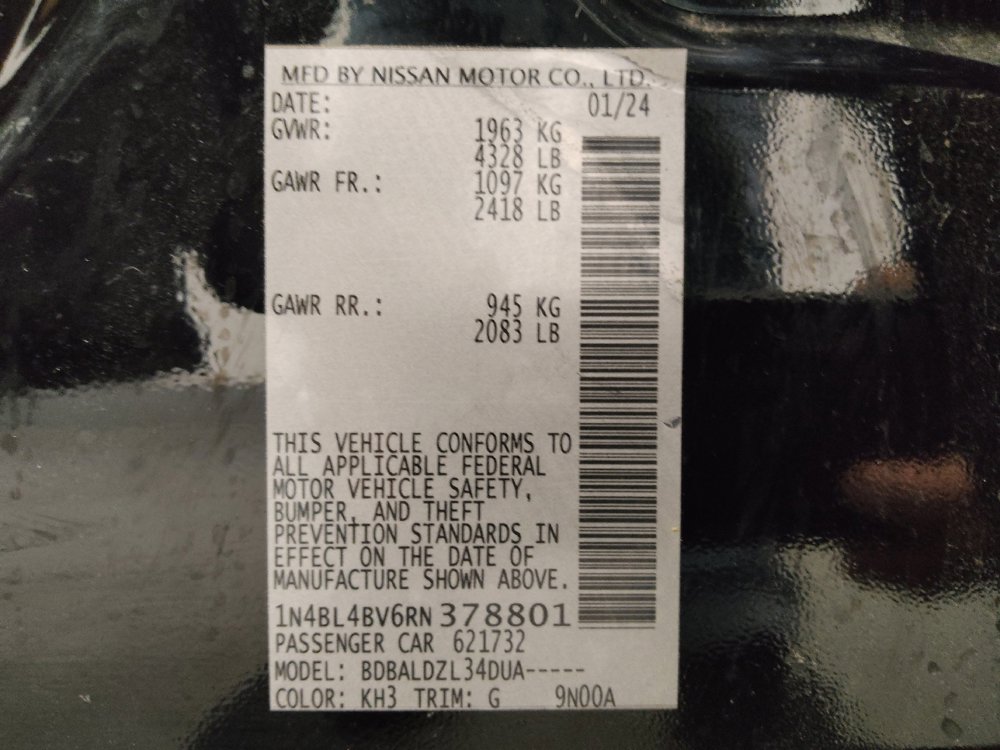 MFD BY NISSAN MOTOR CO., LTD.
DATE: 01/24
GVWR: 1963 KG
4328 LB
GAWR FR.: 1097 KG
2418 LB
GAWR RR.: 945 KG
2083 LB
THIS VEHICLE CONFORMS TO
ALL APPLICABLE FEDERAL
MOTOR VEHICLE SAFETY,
BUMPER, AND THEFT
PREVENTION STANDARDS IN
EFFECT ON THE DATE OF
MANUFACTURE SHOWN ABOVE.
1N4BL4BV6RN 378801
PASSENGER CAR 621732
MODEL: BDBALDZL34DUA-----
COLOR: KH3 TRIM: G 9N00A